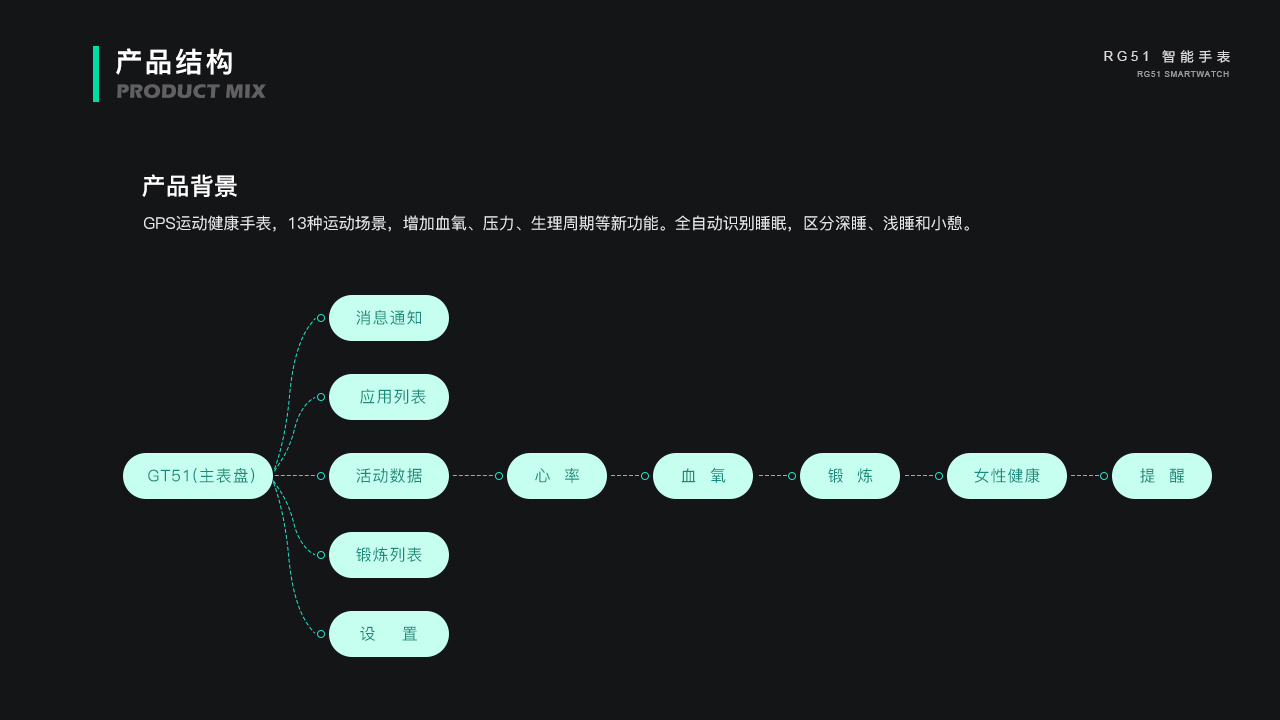 产品结构
PRODUCT MIX
RG51 智能手表
RG51 SMARTWATCH
产品背景
GPS运动健康手表，13种运动场景，增加血氧、压力、生理周期等新功能。全自动识别睡眠，区分深睡、浅睡和小憩。
消息通知
应用列表
GT51(主表盘)
活动数据
心 率
血 氧
锻 炼
女性健康
提 醒
锻炼列表
设 置